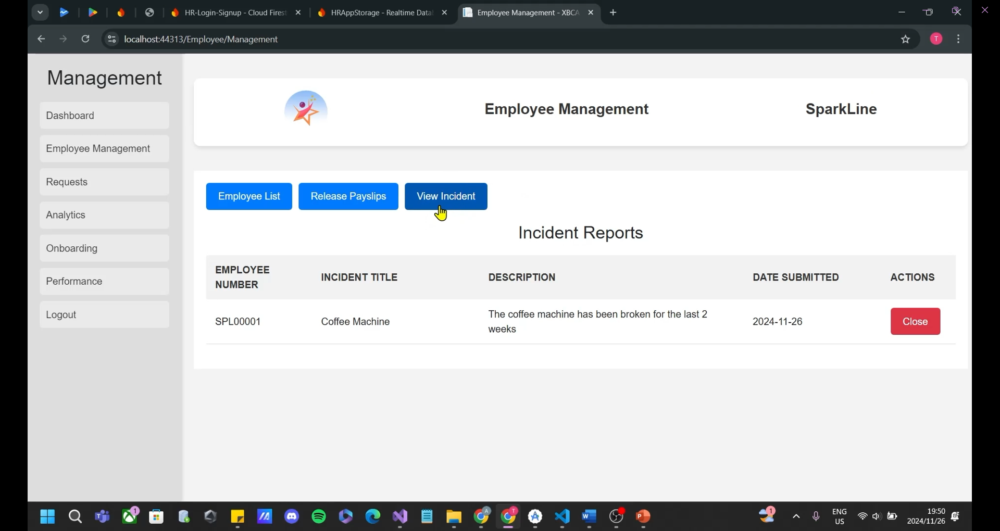 HR-Login-Signup - Cloud Firest
HRAppStorage - Realtime Datal
Employee Management - XBCA
localhost:44313/Employee/Management
T
Management
Dashboard
Employee Management
Requests
Analytics
Onboarding
Performance
Logout
Employee Management
SparkLine
Employee List
Release Payslips
View Incident
Incident Reports
EMPLOYEE
NUMBER
INCIDENT TITLE
DESCRIPTION
DATE SUBMITTED
ACTIONS
SPL00001
Coffee Machine
The coffee machine has been broken for the last 2
weeks
2024-11-26
Close
1
A
T
1
ENG
US
19:50
2024/11/26